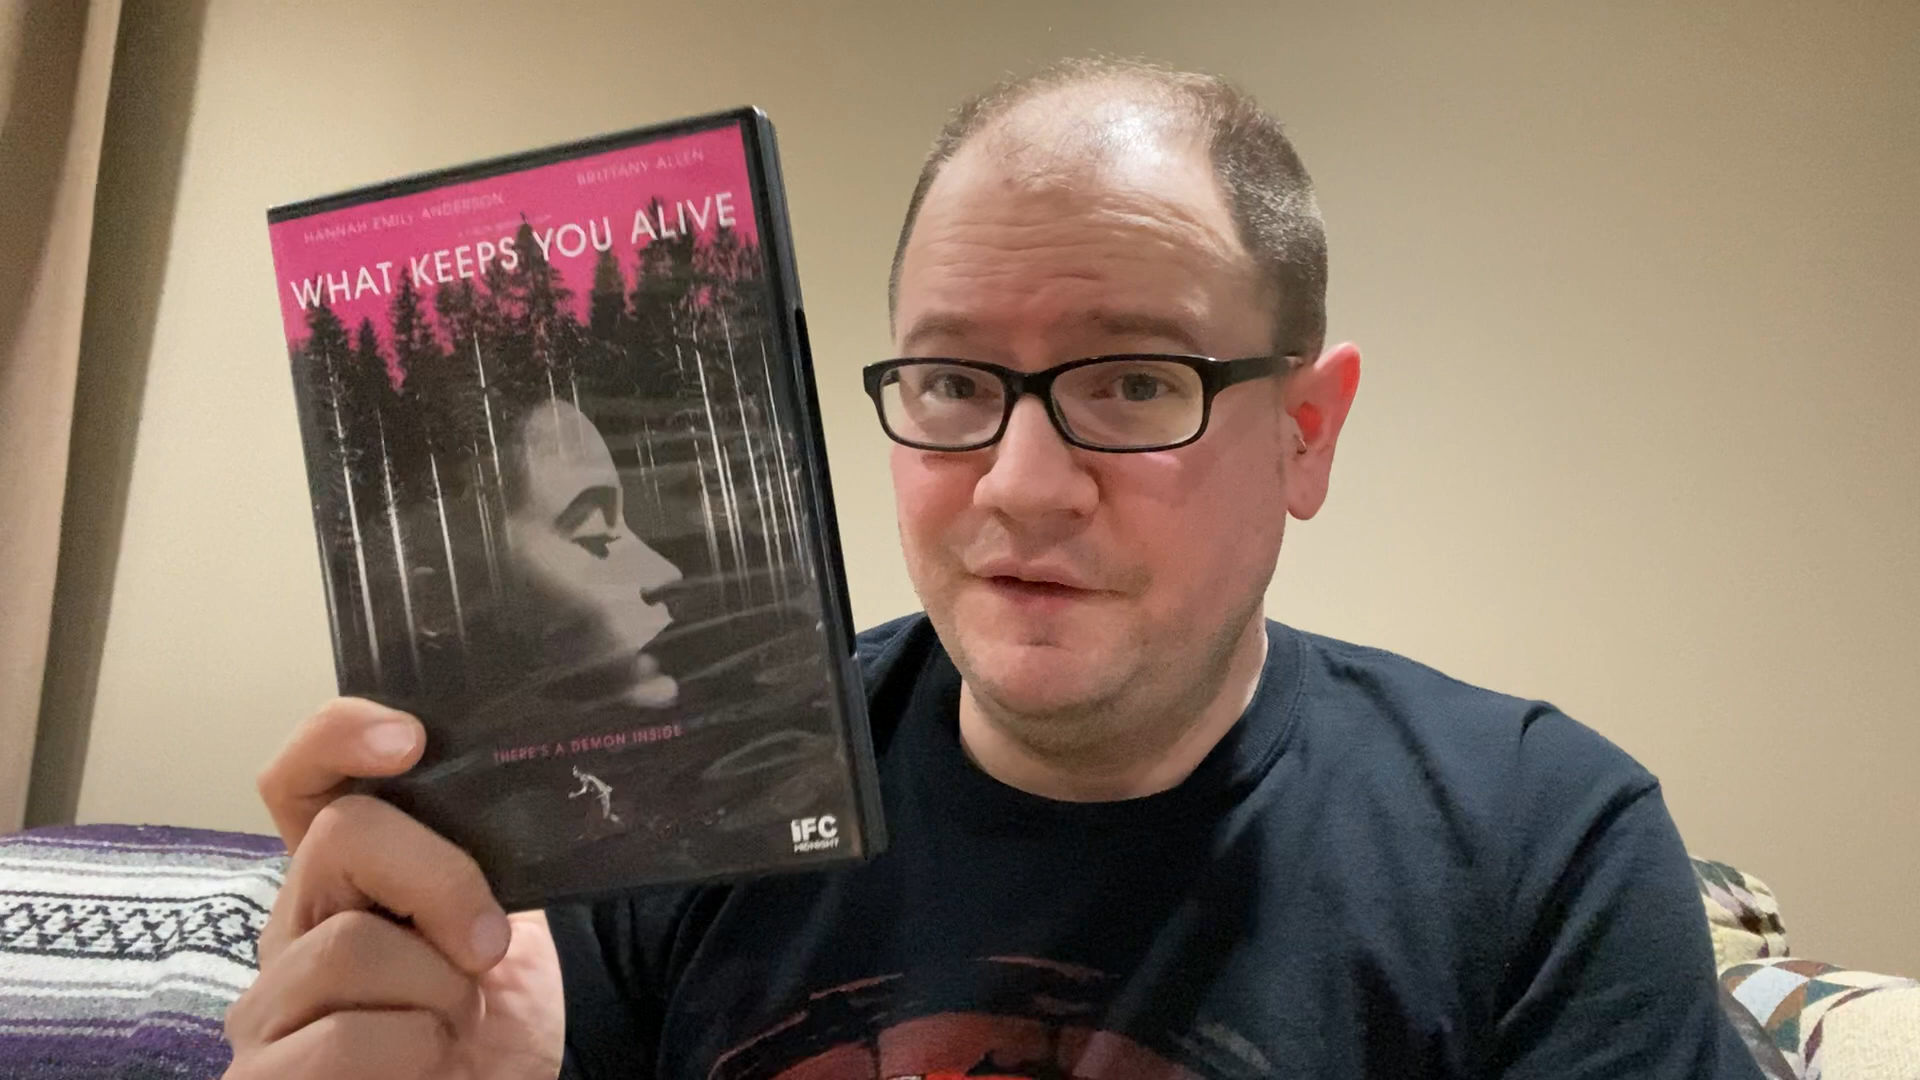 HANNAH EMILY ANDERSON
BRITTANY ALLEN
WHAT KEEPS YOU ALIVE
THERE'S A DEMON INSIDE
IFC
MIDNIGHT